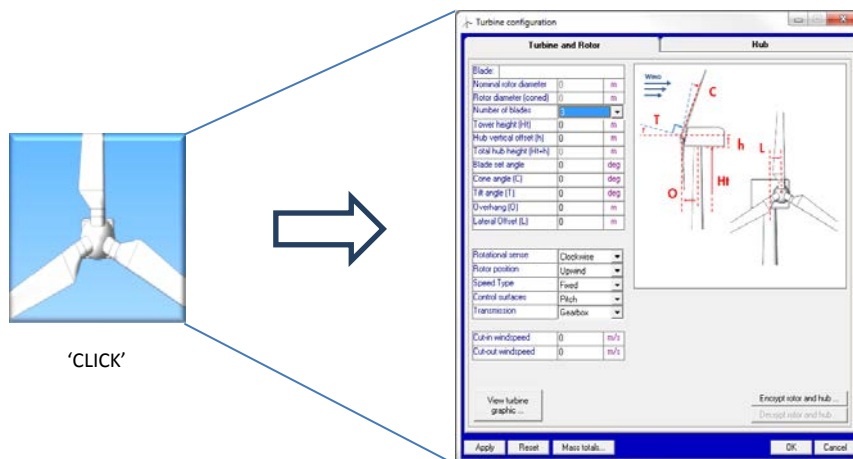 Turbine configuration
Turbine and Rotor
Hub
Blade:
Nominal rotor diameter 0 m
Rotor diameter (coned) 0 m
Number of blades 3
Tower height (Ht) 0 m
Hub vertical offset (h) 0 m
Total hub height (Ht+h) 0 m
Blade set angle 0 deg
Cone angle (C) 0 deg
Tilt angle (T) 0 deg
Overhang (O) 0 m
Lateral Offset (L) 0 m
WIND
C
T
h
L
Ht
O
Rotational sense Clockwise
Rotor position Upwind
Speed Type Fixed
Control surfaces Pitch
Transmission Gearbox
Cut-in windspeed 0 m/s
Cut-out windspeed 0 m/s
'CLICK'
View turbine
graphic ...
Encrypt rotor and hub ...
Decrypt rotor and hub...
Apply Reset Mass totals... OK Cancel